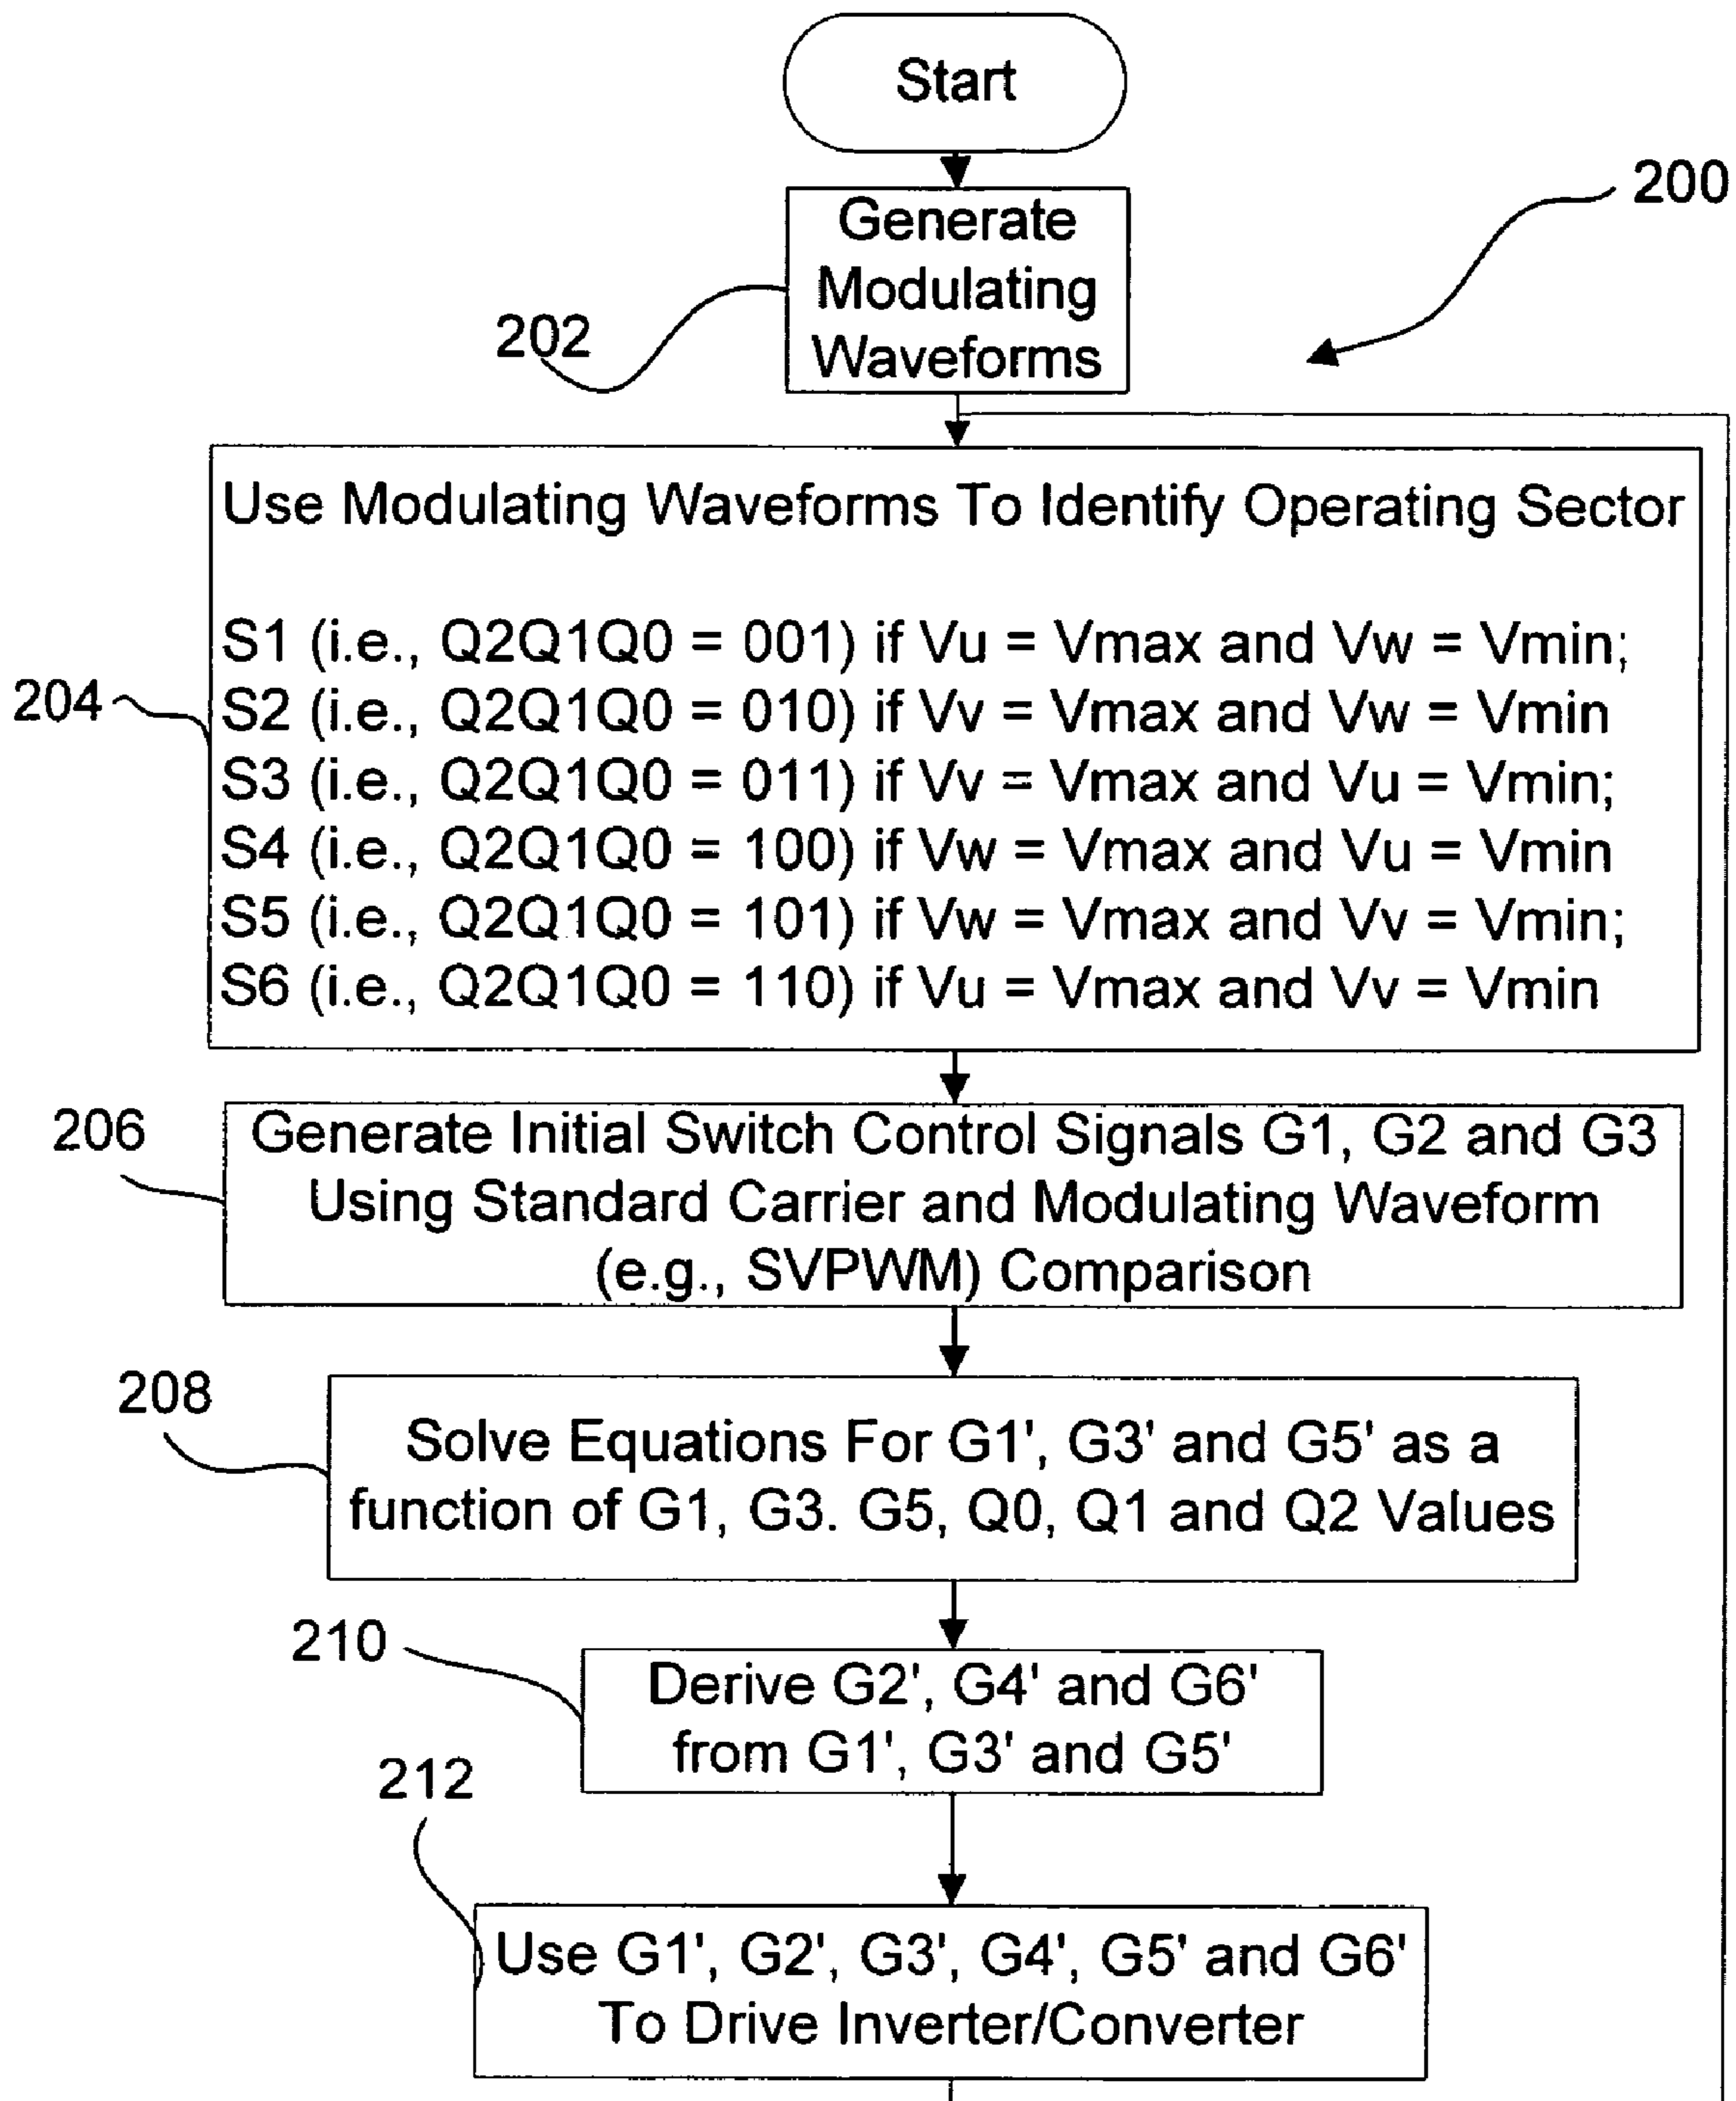 Start
200
Generate
Modulating
Waveforms
202
Use Modulating Waveforms To Identify Operating Sector
204
S1 (i.e., Q2Q1Q0 = 001) if Vu = Vmax and Vw = Vmin;
S2 (i.e., Q2Q1Q0 = 010) if Vv = Vmax and Vw = Vmin
S3 (i.e., Q2Q1Q0 = 011) if Vv = Vmax and Vu = Vmin;
S4 (i.e., Q2Q1Q0 = 100) if Vw = Vmax and Vu = Vmin
S5 (i.e., Q2Q1Q0 = 101) if Vw = Vmax and Vv = Vmin;
S6 (i.e., Q2Q1Q0 = 110) if Vu = Vmax and Vv = Vmin
206
Generate Initial Switch Control Signals G1, G2 and G3
Using Standard Carrier and Modulating Waveform
(e.g., SVPWM) Comparison
208
Solve Equations For G1', G3' and G5' as a
function of G1, G3. G5, Q0, Q1 and Q2 Values
210
Derive G2', G4' and G6'
from G1', G3' and G5'
212
Use G1', G2', G3', G4', G5' and G6'
To Drive Inverter/Converter